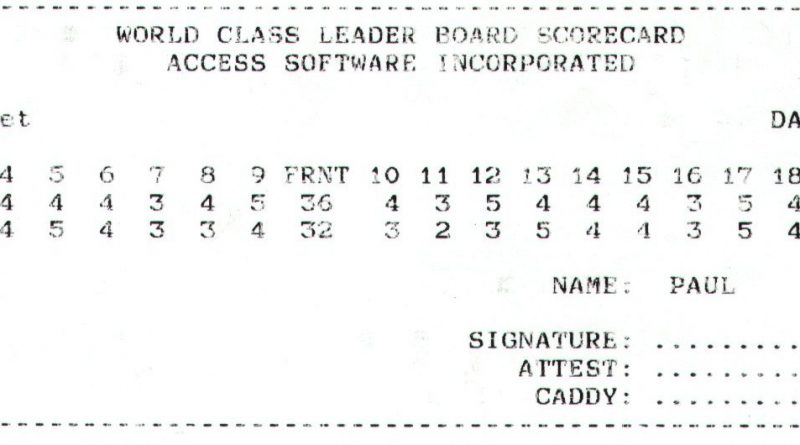 WORLD CLASS LEADER BOARD SCORECARD
ACCESS SOFTWARE INCORPORATED
et DA
4 5 6 7 8 9 FRNT 10 11 12 13 14 15 16 17 18
4 4 4 3 4 5 36 4 3 5 4 4 4 3 5 4
4 5 4 3 3 4 32 3 2 3 5 4 4 3 5 4
NAME: PAUL
SIGNATURE: .........
ATTEST: .........
CADDY: .........